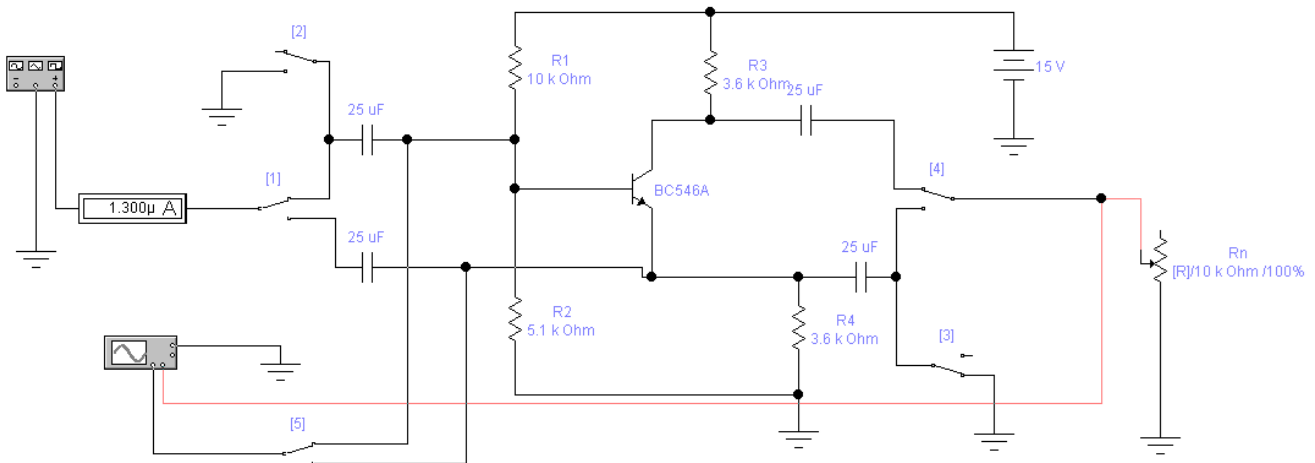 [2]
R1
10 k Ohm
R3
3.6 k Ohm
15 V
25 uF
25 uF
[1]
1.300µ A
BC546A
[4]
25 uF
25 uF
Rn
[R]/10 k Ohm /100%
R2
5.1 k Ohm
R4
3.6 k Ohm
[3]
[5]